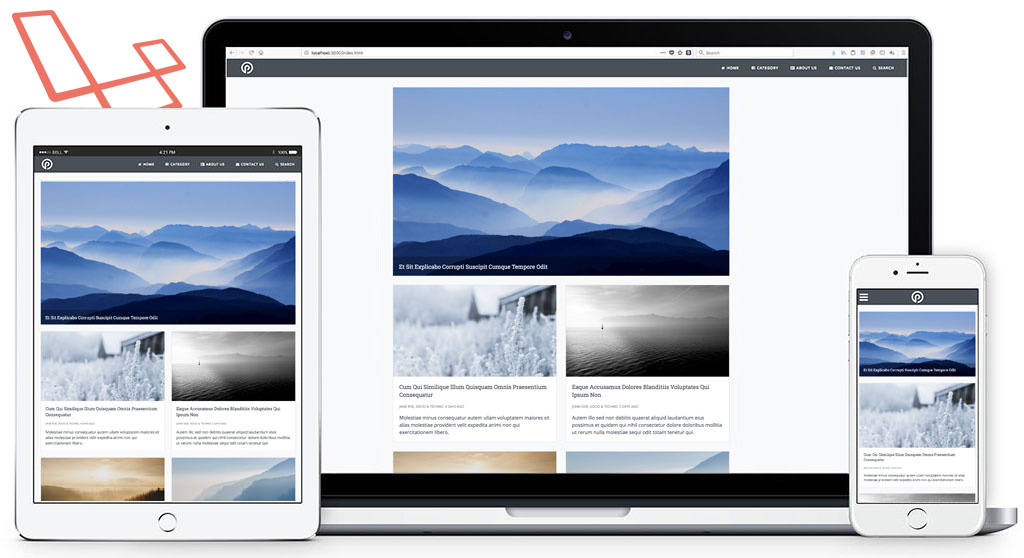 localhost:3000/index.html
Search
HOME
CATEGORY
ABOUT US
CONTACT US
SEARCH
Et Sit Explicabo Corrupti Suscipit Cumque Tempore Odit
Cum Qui Similique Illum Quisquam Omnis Praesentium
Consequatur
Molestiae minus consequatur autem ullam voluptatem maiores et
alias molestiae provident velit expedita animi non qui
exercitationem libero.
Eaque Accusamus Dolores Blanditiis Voluptates Qui
Ipsum Non
Autem illo sed non debitis quaerat aliquid laudantium eius
possimus et quidem qui nihil consectetur dolore doloribus mollitia
ut rerum nulla molestiae sequi odit totam tenetur qui.
BELL
4:21 PM
100%
HOME
CATEGORY
ABOUT US
CONTACT US
SEARCH
Et Sit Explicabo Corrupti Suscipit Cumque Tempore Odit
Cum Qui Similique Illum Quisquam Omnis Praesentium
Consequatur
Molestiae minus consequatur autem ullam voluptatem maiores et
alias molestiae provident velit expedita animi non qui
exercitationem libero.
Eaque Accusamus Dolores Blanditiis Voluptates Qui
Ipsum Non
Autem illo sed non debitis quaerat aliquid laudantium eius
possimus et quidem qui nihil consectetur dolore doloribus mollitia
ut rerum nulla molestiae sequi odit totam tenetur qui.
Et Sit Explicabo Corrupti Suscipit Cumque Tempore Odit
Cum Qui Similique Illum Quisquam Omnis Praesentium
Consequatur
Molestiae minus consequatur autem ullam voluptatem maiores et alias
molestiae provident velit expedita animi non qui exercitationem libero.